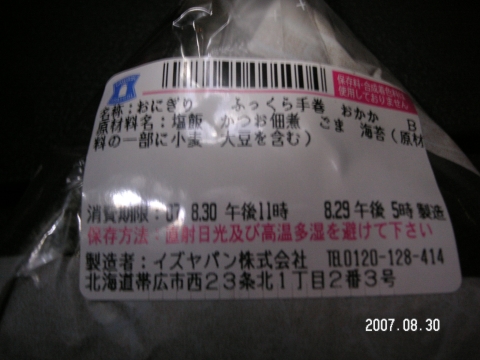 保存料・合成着色料は
使用しておりません
名称:おにぎり ふっくら手巻 おかか B
原材料名:塩飯 かつお佃煮 ごま 海苔(原材
料の一部に小麦 大豆を含む)
消費期限:07. 8.30 午後11時 8.29 午後 5時 製造
保存方法:直射日光及び高温多湿を避けて下さい
製造者:イズヤパン株式会社 TEL0120-128-414
北海道帯広市西23条北1丁目2番3号
2007.08.30